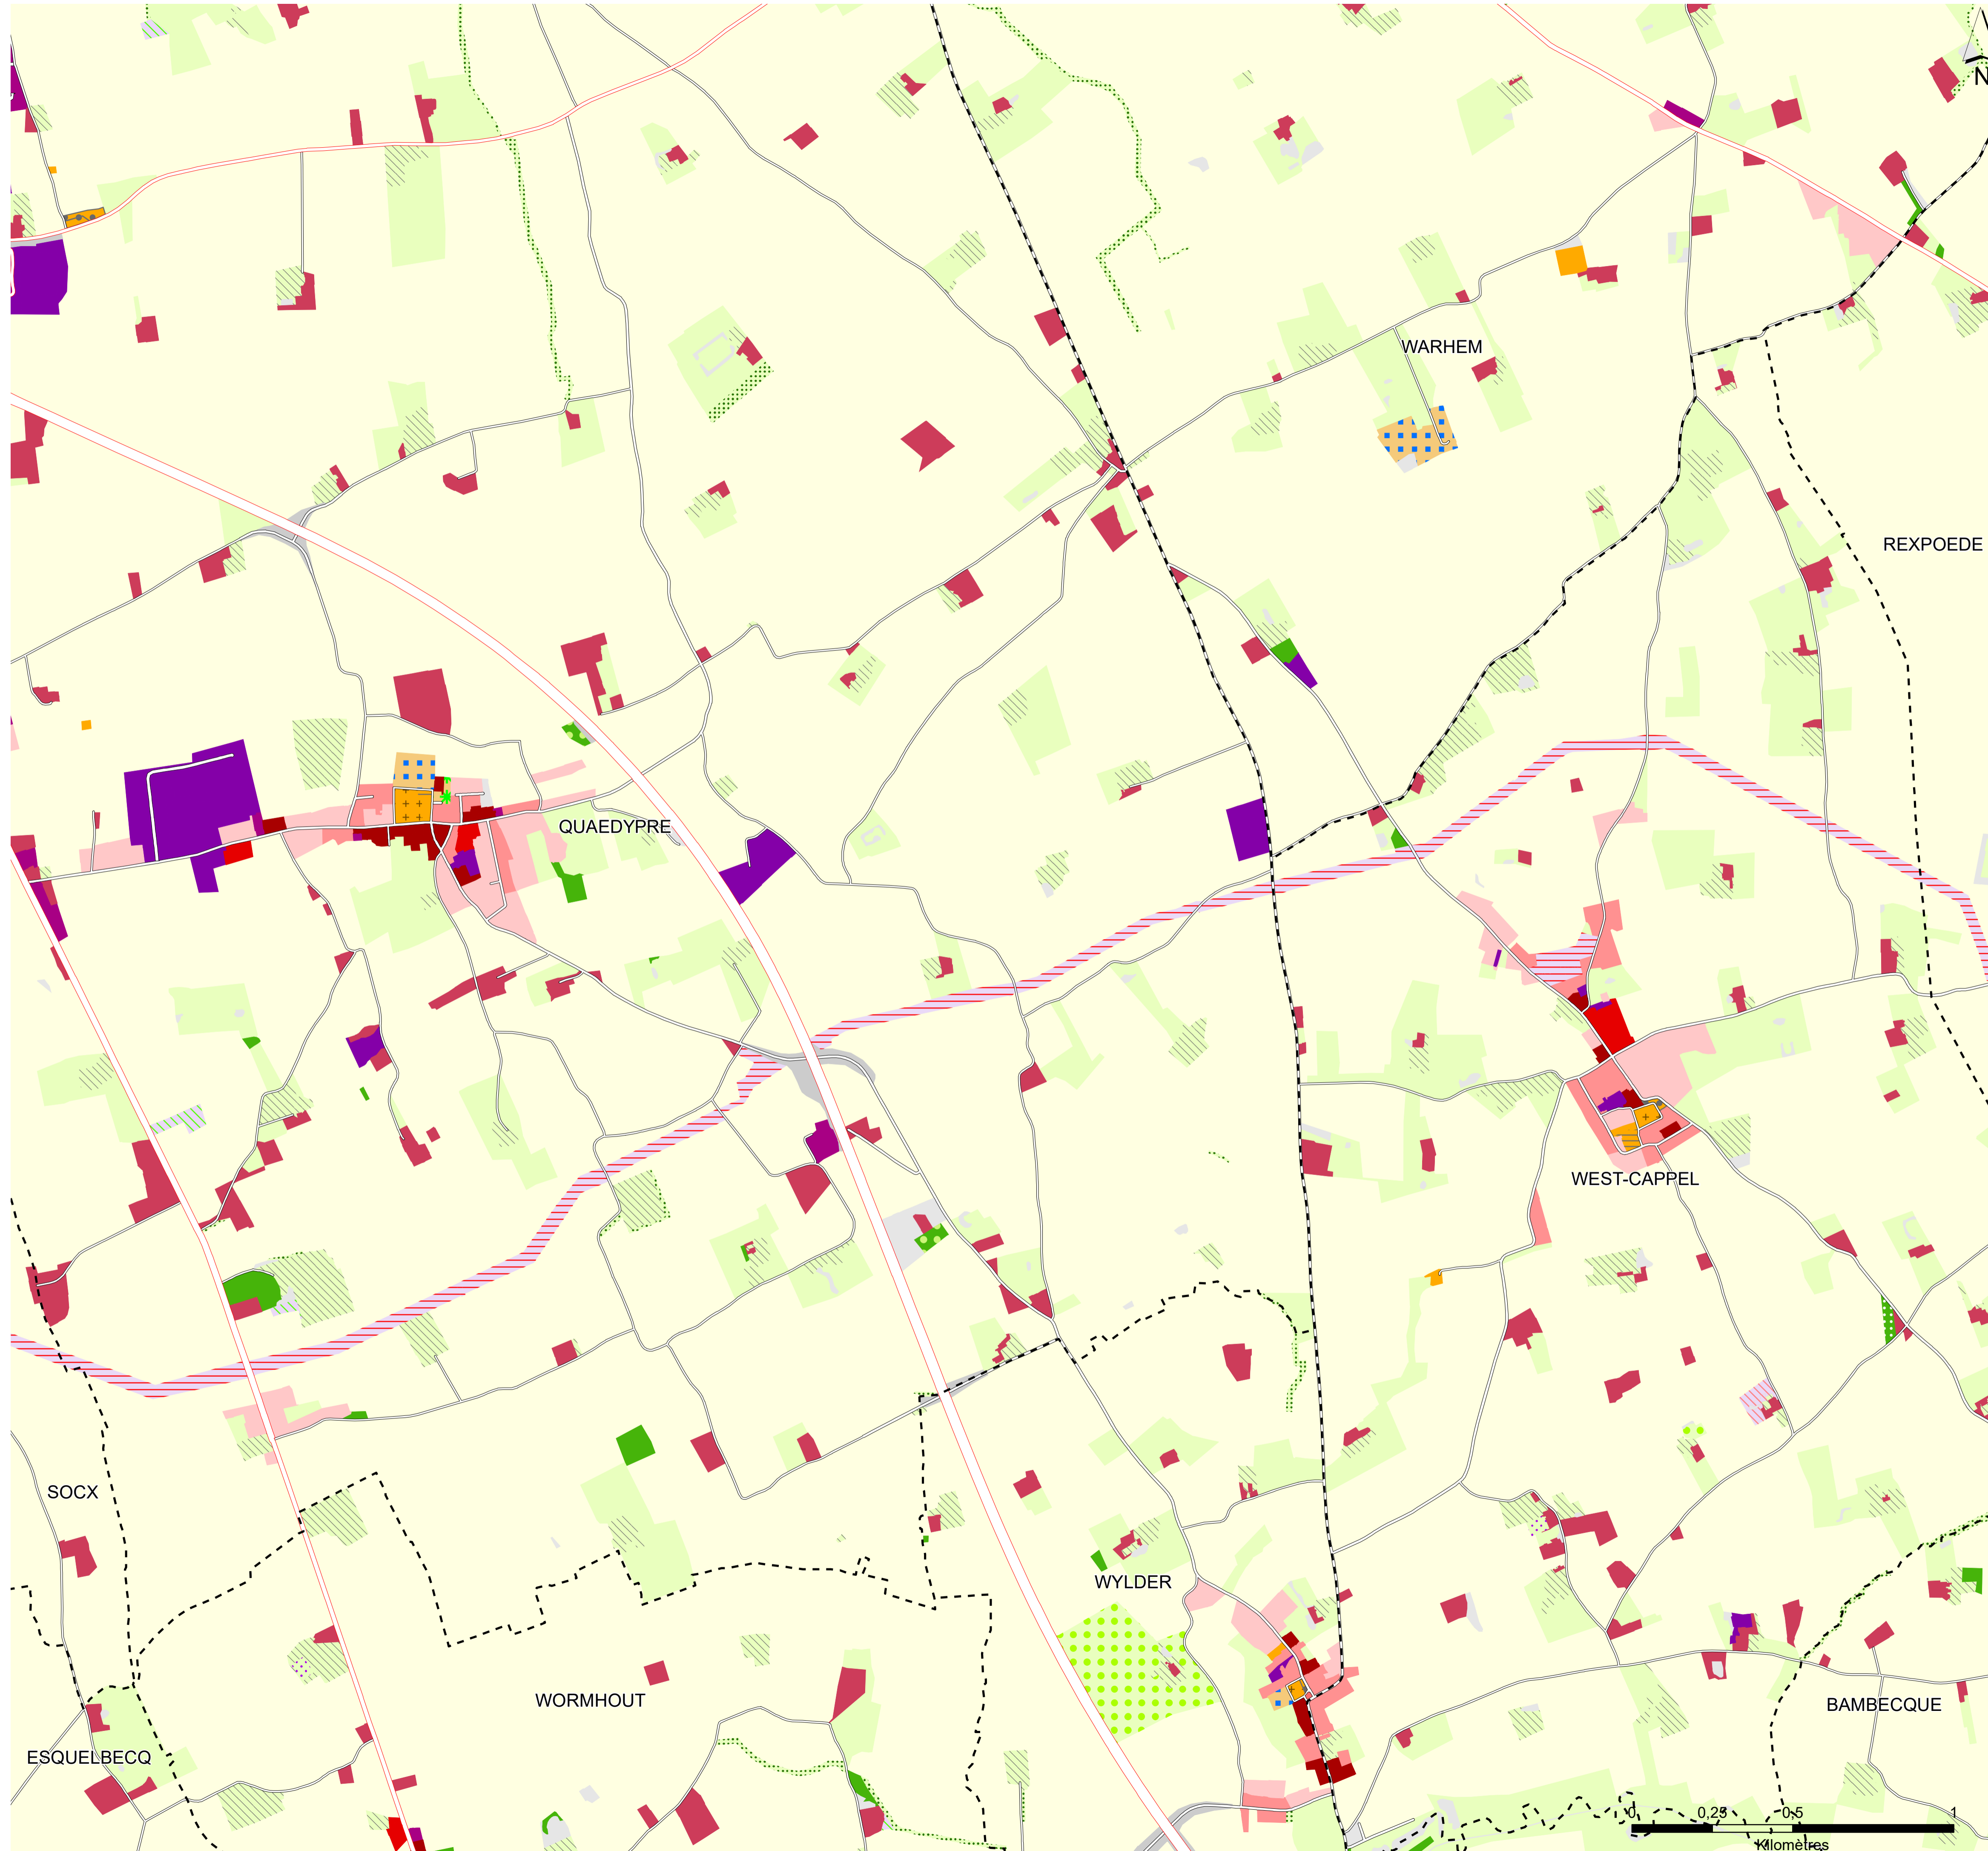 N
WARHEM
REXPOEDE
QUAEDYPRE
WEST-CAPPEL
SOCX
WYLDER
WORMHOUT
BAMBECQUE
ESQUELBECQ
0 0,25 0,5 1
Kilomètres